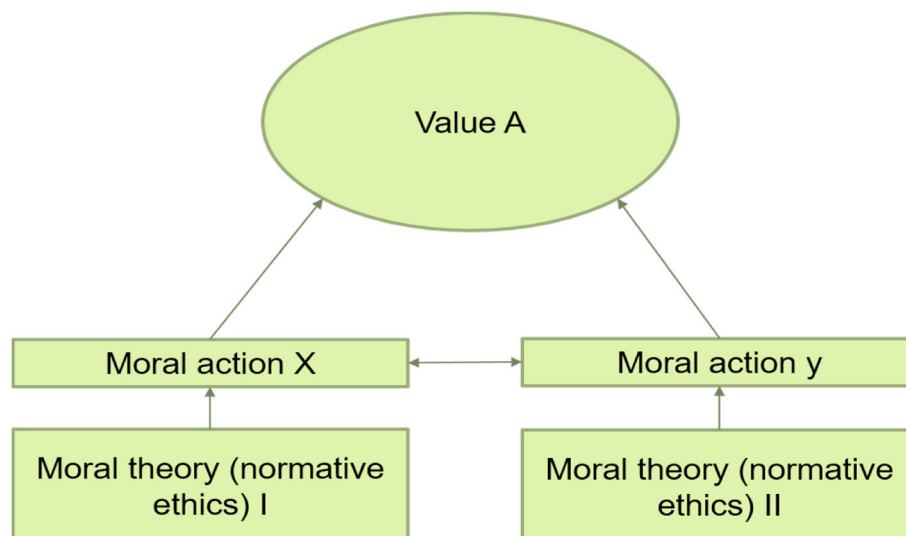 Value A
Moral action X
Moral action y
Moral theory (normative
ethics) I
Moral theory (normative
ethics) II